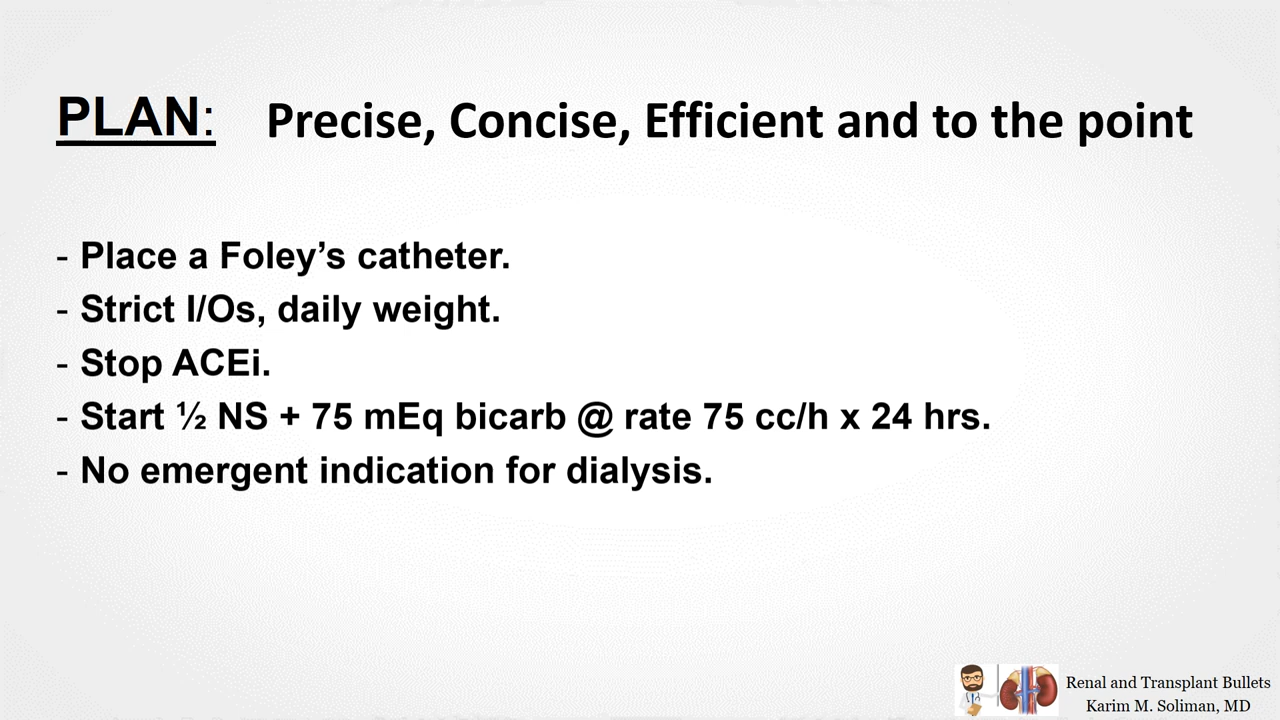 PLAN: Precise, Concise, Efficient and to the point
- Place a Foley’s catheter.
- Strict I/Os, daily weight.
- Stop ACEi.
- Start ½ NS + 75 mEq bicarb @ rate 75 cc/h x 24 hrs.
- No emergent indication for dialysis.
Renal and Transplant Bullets
Karim M. Soliman, MD